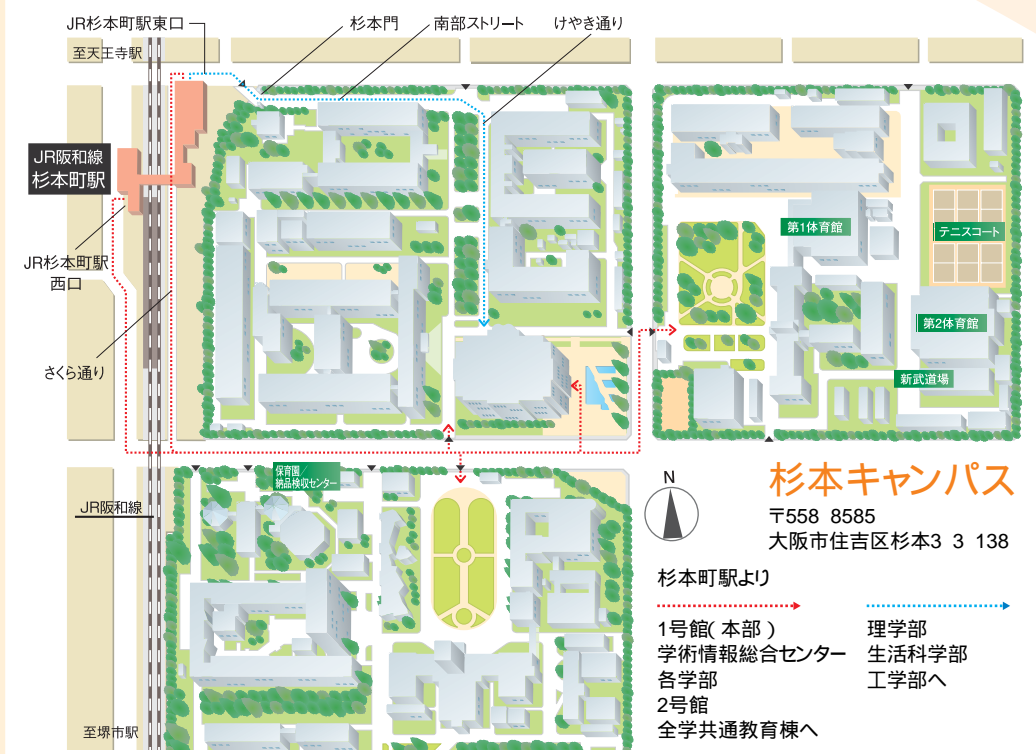 JR杉本町駅東口
杉本門
南部ストリート
けやき通り
至天王寺駅
JR阪和線
杉本町駅
JR杉本町駅
西口
さくら通り
第1体育館
テニスコート
第2体育館
新武道場
保育園/
納品検収センター
JR阪和線
至堺市駅
N
杉本キャンパス
〒558 8585
大阪市住吉区杉本3 3 138
杉本町駅より
1号館( 本部 )
学術情報総合センター
各学部
2号館
全学共通教育棟へ
理学部
生活科学部
工学部へ